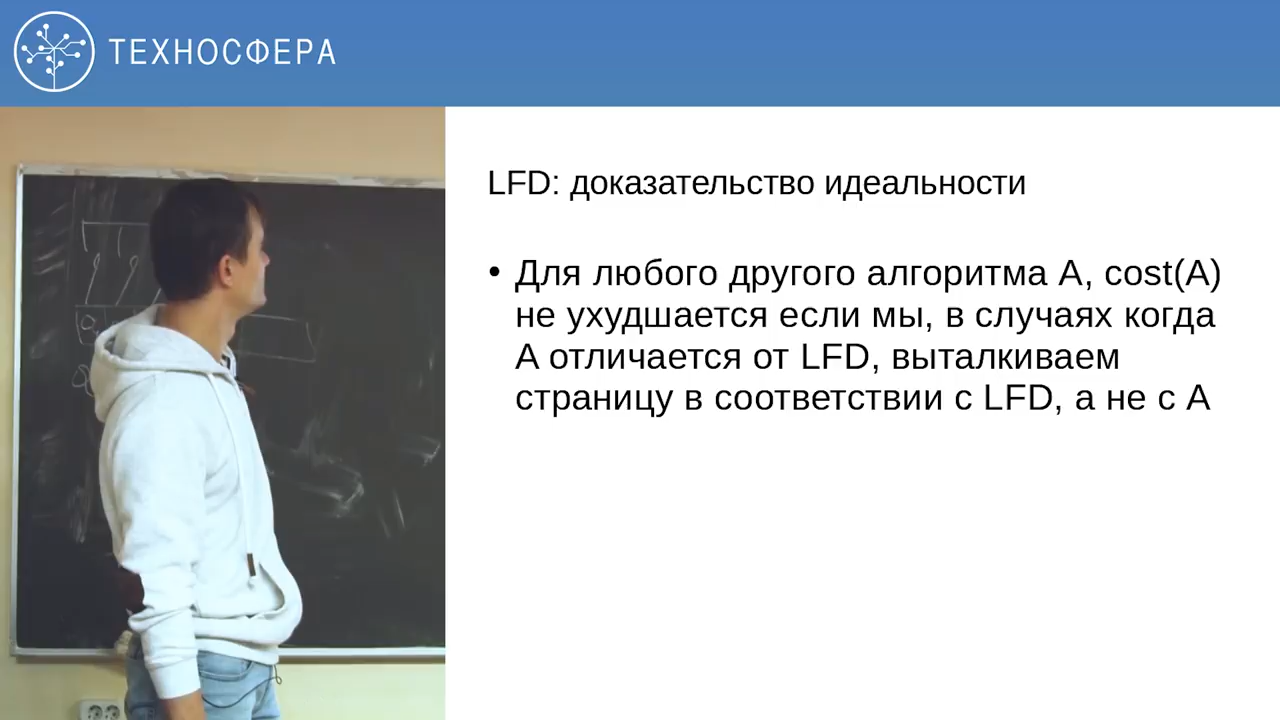 ТЕХНОСФЕРА
LFD: доказательство идеальности
• Для любого другого алгоритма A, cost(A)
не ухудшается если мы, в случаях когда
A отличается от LFD, выталкиваем
страницу в соответствии с LFD, а не с A